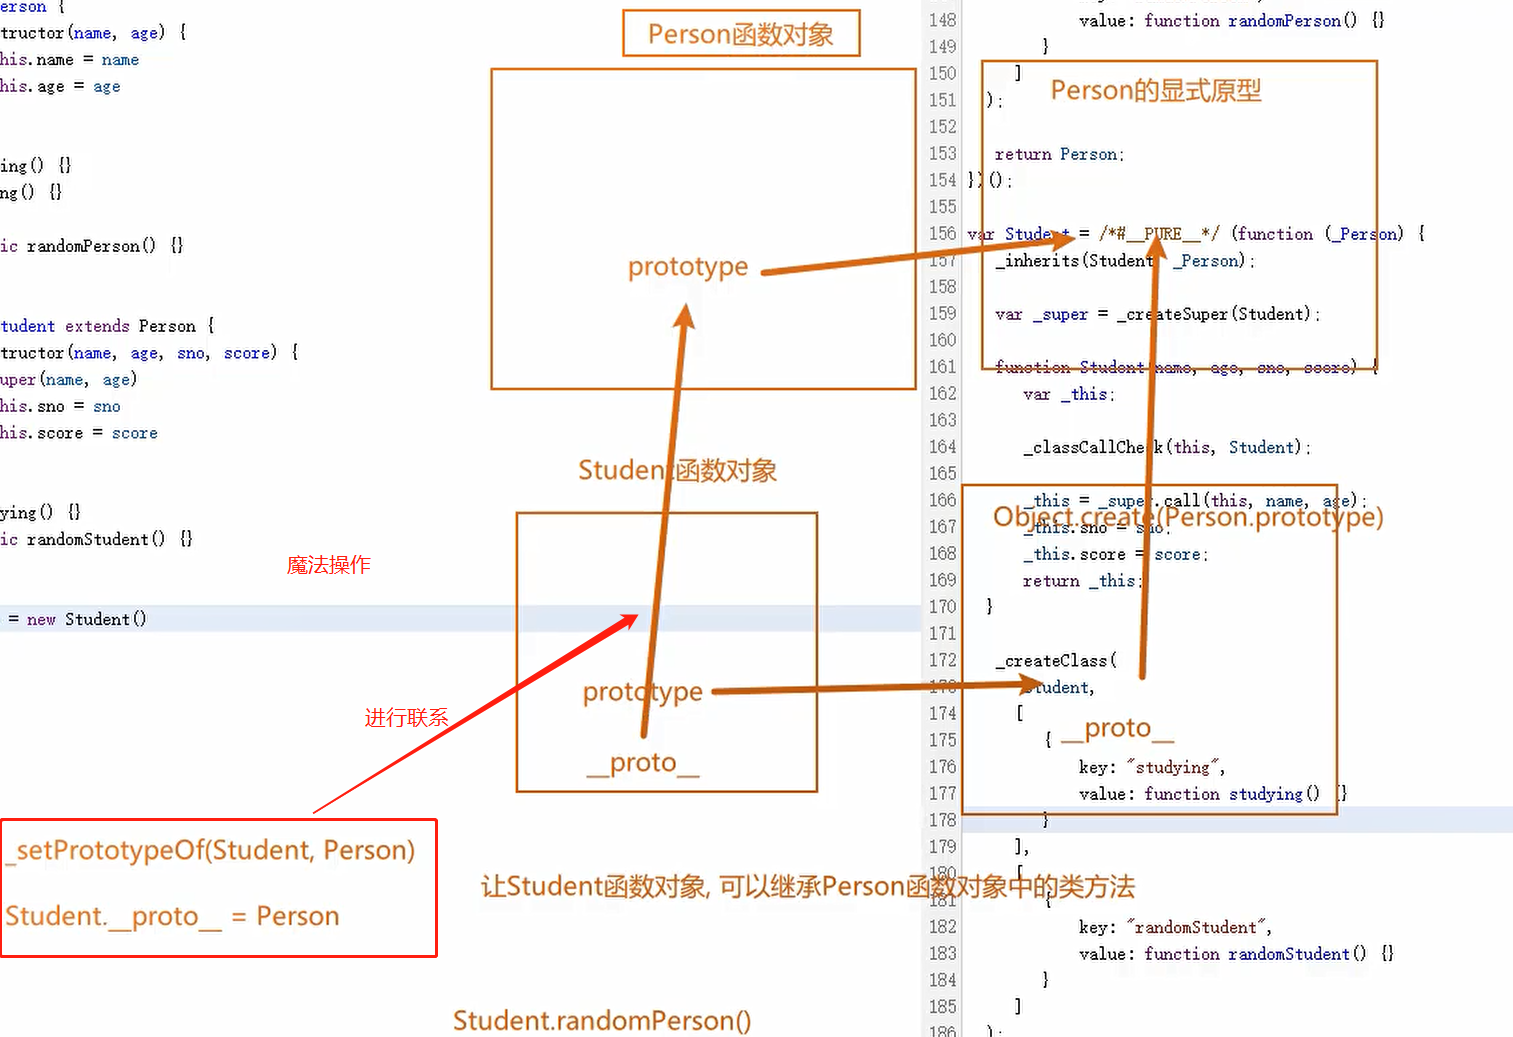 erson {
tructor(name, age) {
his.name = name
his.age = age
ing() {}
ng() {}
ic randomPerson() {}
tudent extends Person {
tructor(name, age, sno, score) {
uper(name, age)
his.sno = sno
his.score = score
ying() {}
ic randomStudent() {}
魔法操作
= new Student()
进行联系
_setPrototypeOf(Student, Person)
Student.__proto__ = Person
Person函数对象
prototype
Student函数对象
prototype
__proto__
让Student函数对象, 可以继承Person函数对象中的类方法
Student.randomPerson()
Person的显式原型
Object.create(Person.prototype)
__proto__
148 value: function randomPerson() {}
149 }
150 ]
151 );
152
153 return Person;
154 })();
155
156 var Student = /*#__PURE__*/ (function (_Person) {
157 _inherits(Student, _Person);
158
159 var _super = _createSuper(Student);
160
161 function Student(name, age, sno, score) {
162 var _this;
163
164 _classCallCheck(this, Student);
165
166 _this = _super.call(this, name, age);
167 _this.sno = sno;
168 _this.score = score;
169 return _this;
170 }
171
172 _createClass(
173 Student,
174 [
175 {
176 key: "studying",
177 value: function studying() {}
178 }
179 ],
180 [
181 {
182 key: "randomStudent",
183 value: function randomStudent() {}
184 }
185 ]
186 );